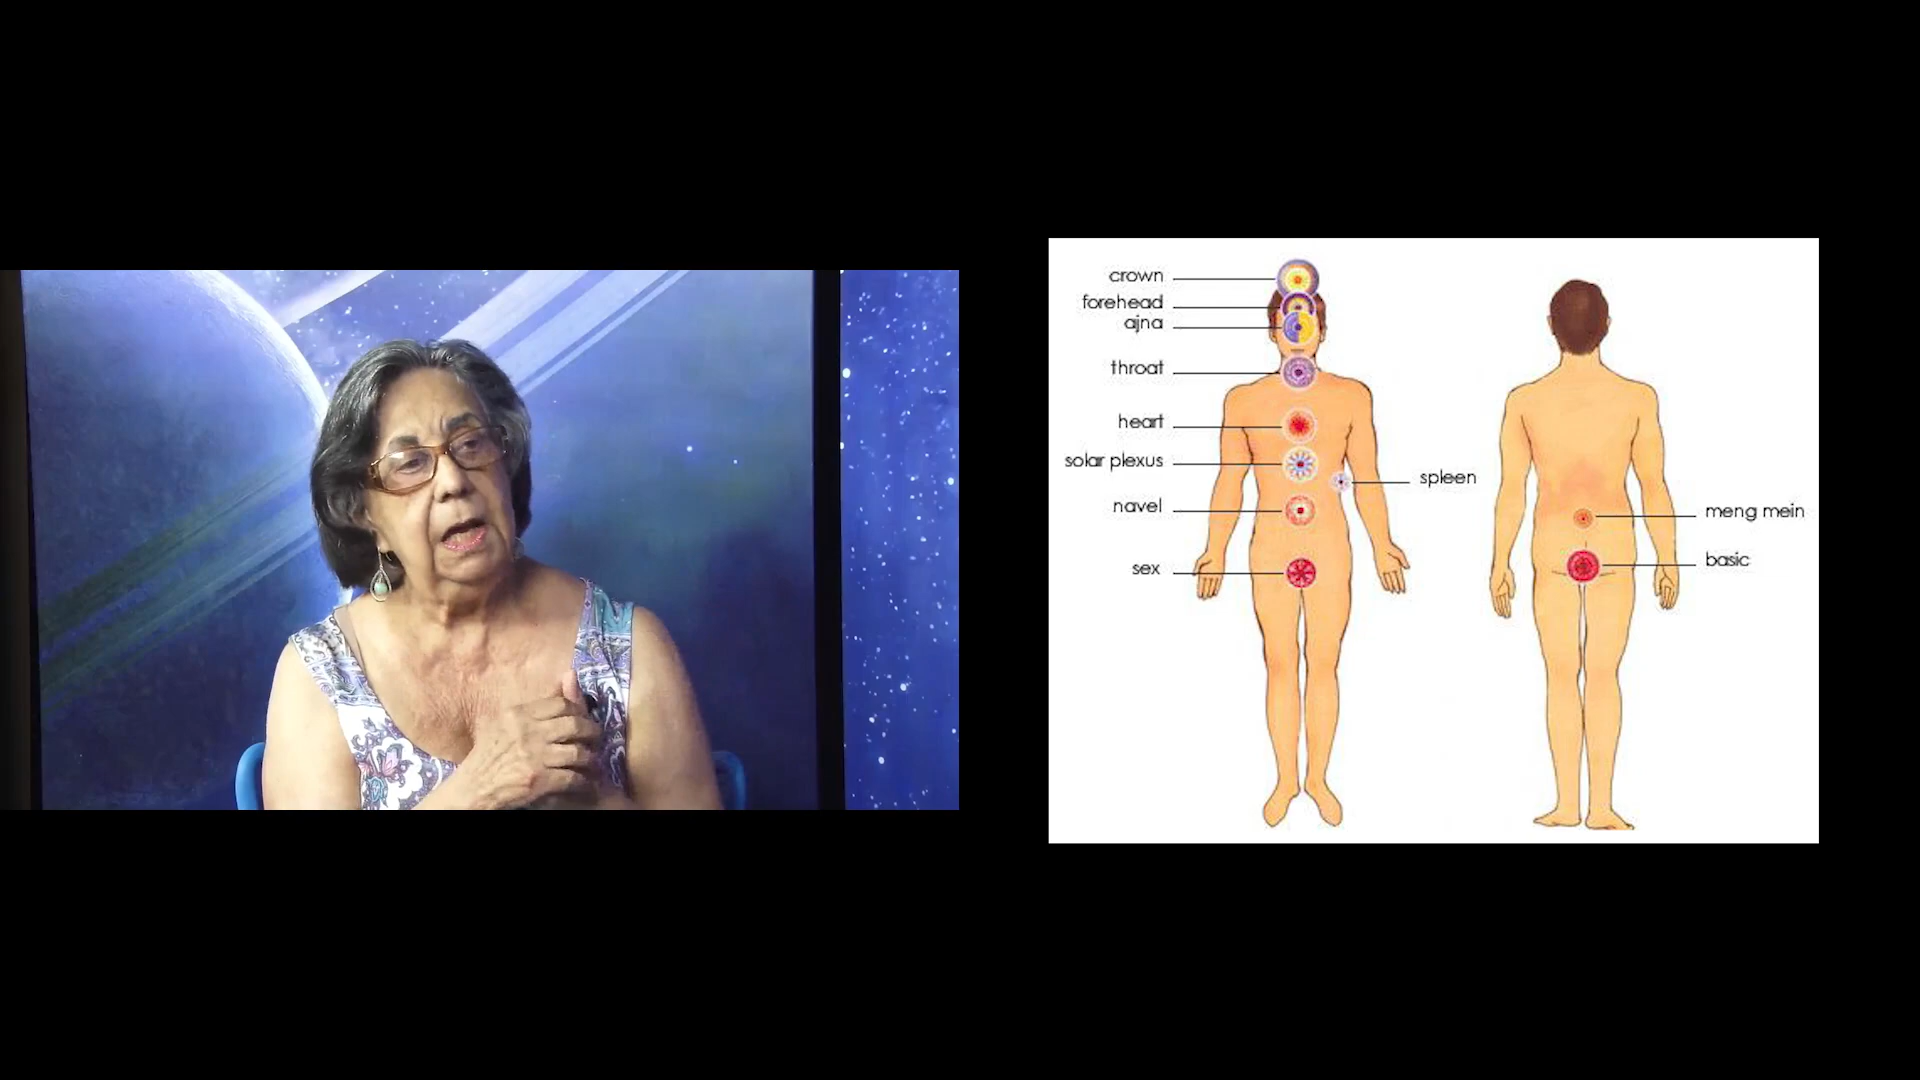 crown
forehead
ajna
throat
heart
solar plexus
spleen
navel
sex
meng mein
basic